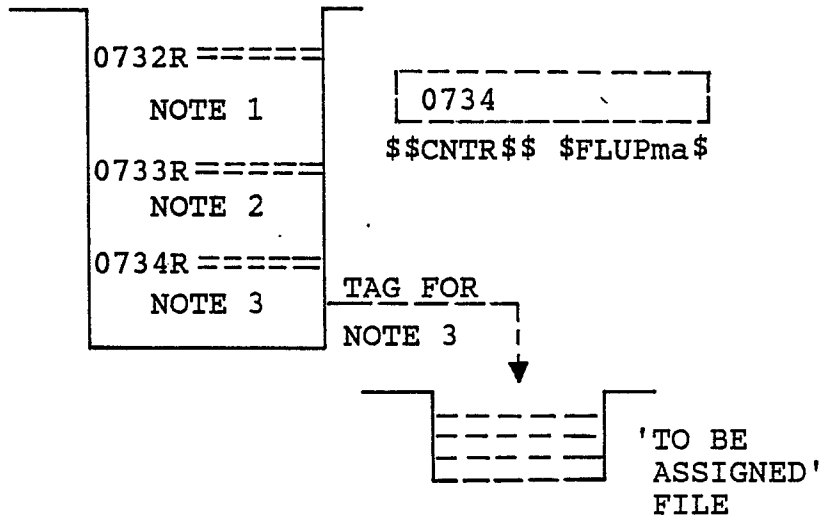 0732R
NOTE 1
0733R
NOTE 2
0734R
NOTE 3
0734
$$CNTR$$ $FLUPma$
TAG FOR
NOTE 3
'TO BE
ASSIGNED'
FILE